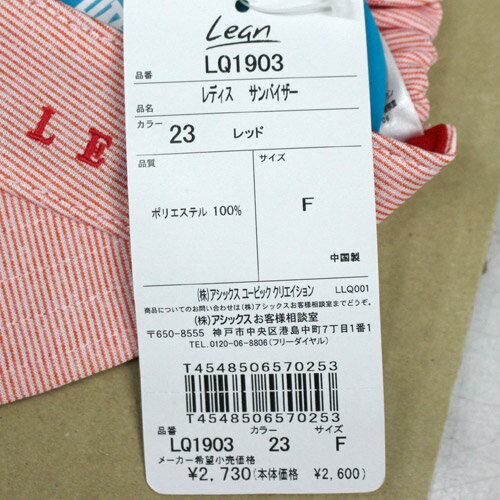 Lean
品番 LQ1903
品名 レディス サンバイザー
カラー 23 レッド
品質 サイズ
ポリエステル 100% F
中国製
(株)アシックス ユービック クリエイション LLQ001
商品についてのお問い合わせは(株)アシックスお客様相談室までどうぞ。
(株)アシックスお客様相談室
〒650-8555 神戸市中央区港島中町7丁目1番1
TEL.0120-06-8806(フリーダイヤル)
T4548506570253
T4548506570253
品番 カラー サイズ
LQ1903 23 F
メーカー希望小売価格
¥2,730(本体価格 ¥2,600)
LE